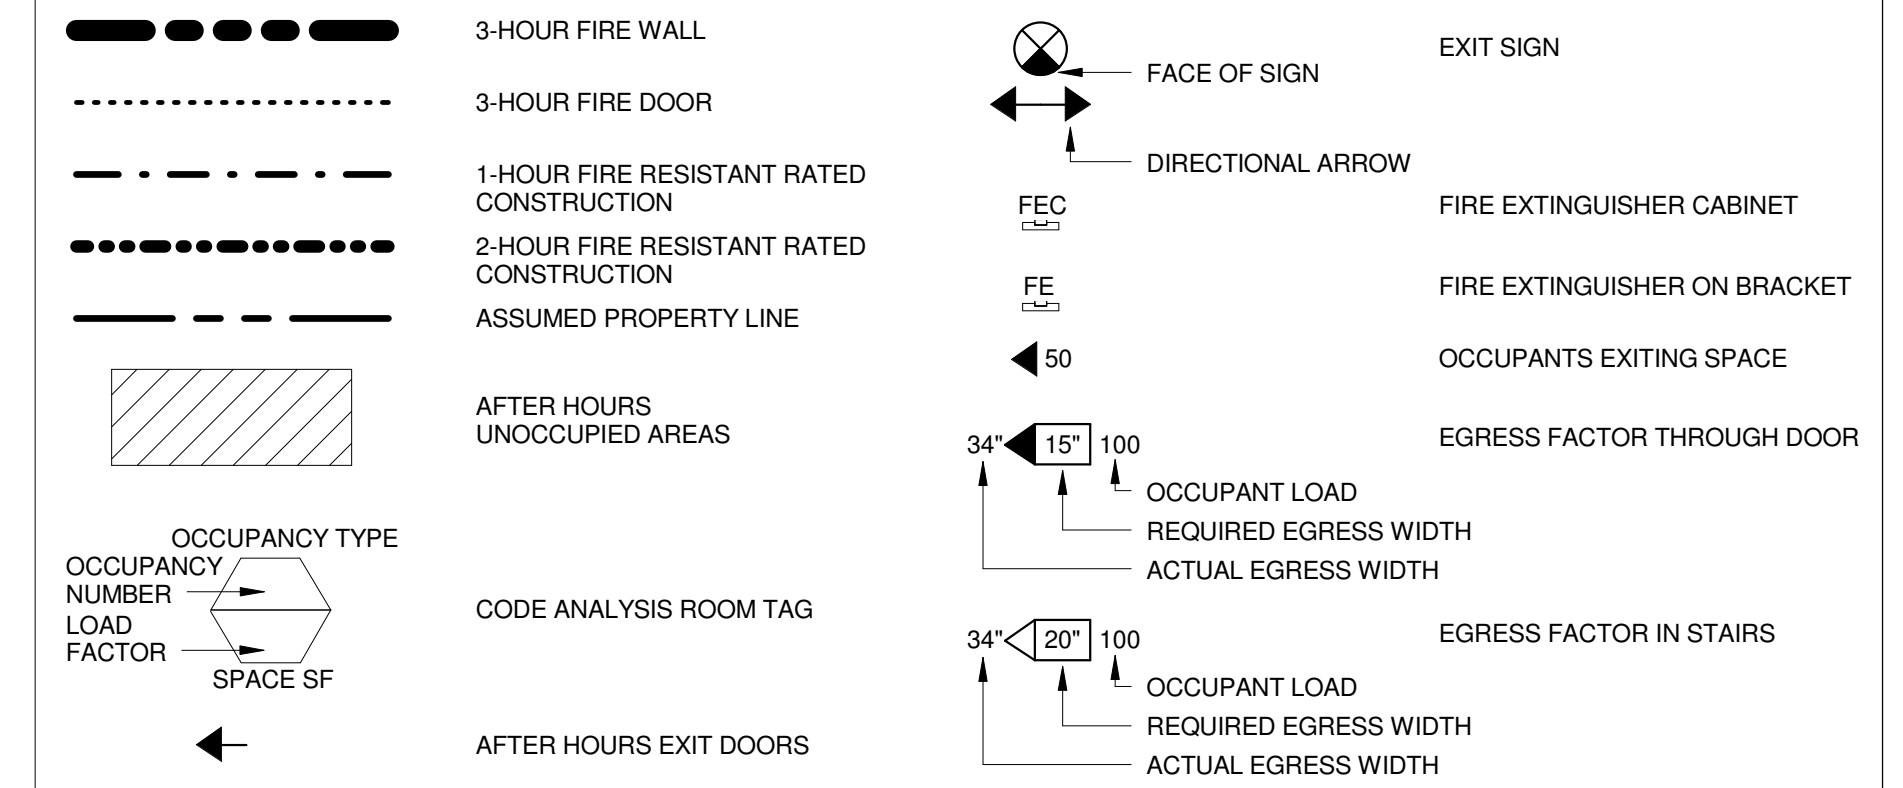 3-HOUR FIRE WALL
3-HOUR FIRE DOOR
1-HOUR FIRE RESISTANT RATED
CONSTRUCTION
2-HOUR FIRE RESISTANT RATED
CONSTRUCTION
ASSUMED PROPERTY LINE
AFTER HOURS
UNOCCUPIED AREAS
OCCUPANCY TYPE
OCCUPANCY
NUMBER
LOAD
FACTOR
SPACE SF
CODE ANALYSIS ROOM TAG
AFTER HOURS EXIT DOORS
EXIT SIGN
FACE OF SIGN
DIRECTIONAL ARROW
FEC
FIRE EXTINGUISHER CABINET
FE
FIRE EXTINGUISHER ON BRACKET
50
OCCUPANTS EXITING SPACE
34" 15" 100
EGRESS FACTOR THROUGH DOOR
OCCUPANT LOAD
REQUIRED EGRESS WIDTH
ACTUAL EGRESS WIDTH
34" 20" 100
EGRESS FACTOR IN STAIRS
OCCUPANT LOAD
REQUIRED EGRESS WIDTH
ACTUAL EGRESS WIDTH